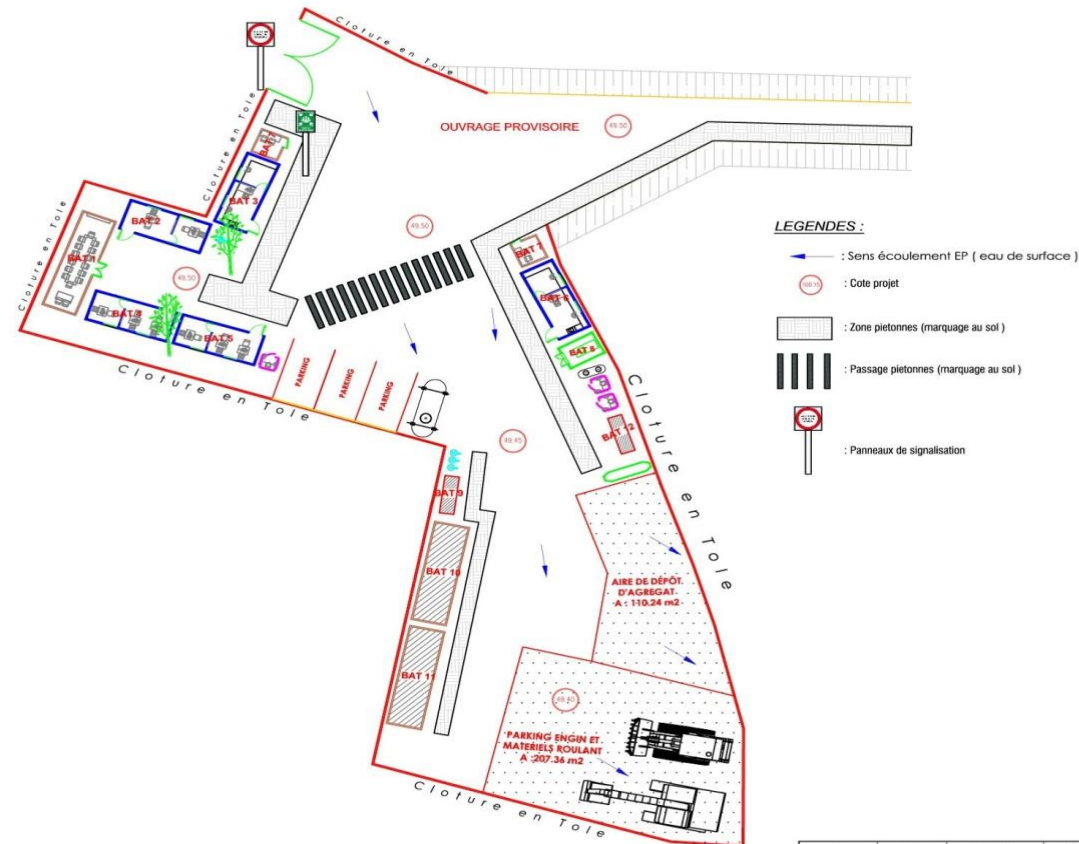 Cloture en Tole
OUVRAGE PROVISOIRE
49.50
Cloture en Tole
BAT 3
BAT 2
BAT 1
49.50
49.50
Cloture en Tole
BAT 4
BAT 5
Cloture en Tole
PARKING
PARKING
PARKING
BAT 7
BAT 6
BAT 8
BAT 12
Cloture en Tole
49.45
BAT 9
BAT 10
BAT 11
AIRE DE DÉPÔT
D'AGREGAT
A : 110.24 m2
PARKING ENGIN ET
MATERIELS ROULANT
A :207.36 m2
Cloture en Tole
LEGENDES :
: Sens écoulement EP ( eau de surface )
: Cote projet
: Zone pietonnes (marquage au sol )
: Passage pietonnes (marquage au sol )
: Panneaux de signalisation